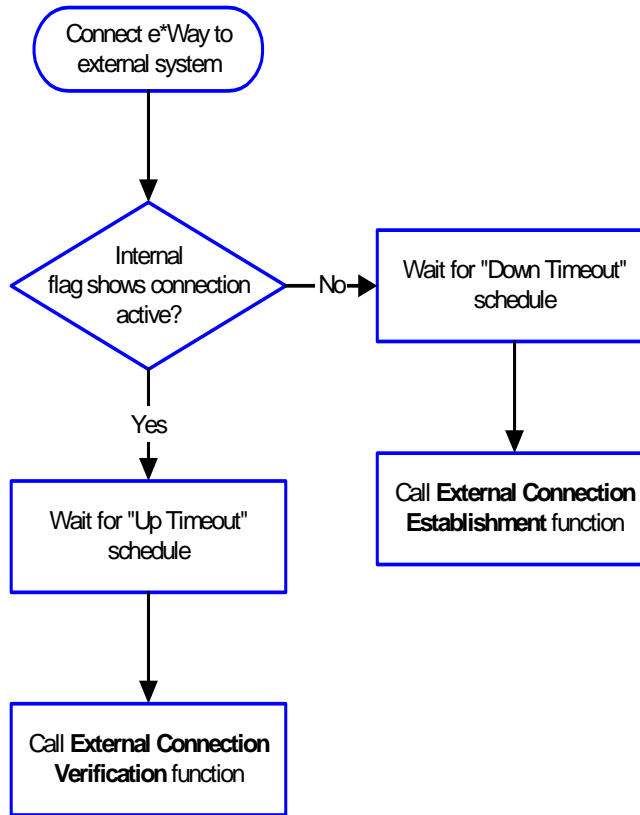 Connect e*Way to
external system
Internal
flag shows connection
active?
No
Wait for "Down Timeout"
schedule
Yes
Call External Connection
Establishment function
Wait for "Up Timeout"
schedule
Call External Connection
Verification function